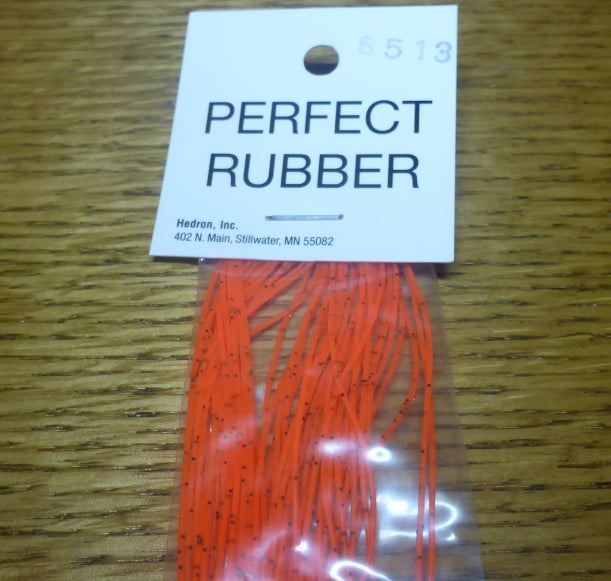 6513
PERFECT
RUBBER
Hedron, Inc.
402 N. Main, Stillwater, MN 55082